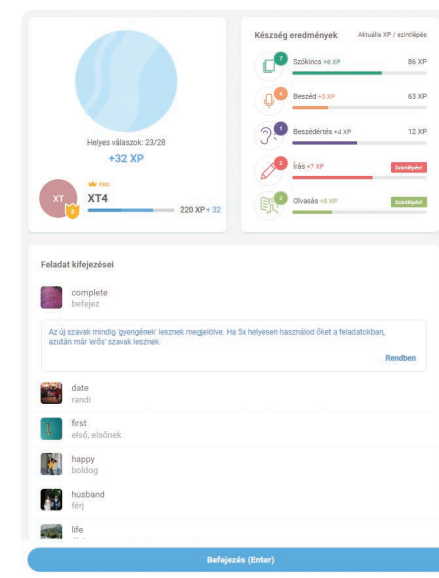 Helyes válaszok: 23/28
+32 XP
XT
3
PRO
XT4
220 XP + 32
Készség eredmények
Aktuális XP / szintlépés
7
Szókincs +8 XP
86 XP
4
Beszéd +5 XP
63 XP
1
Beszédértés +4 XP
12 XP
2
Írás +7 XP
Szintlépés!
Olvasás +8 XP
Szintlépés!
Feladat kifejezései
complete
befejez
Az új szavak mindig 'gyengének' lesznek megjelölve. Ha 5x helyesen használod őket a feladatokban,
azután már 'erős' szavak lesznek.
Rendben
date
randi
first
első, elsőnek
happy
boldog
husband
férj
life
Befejezés (Enter)